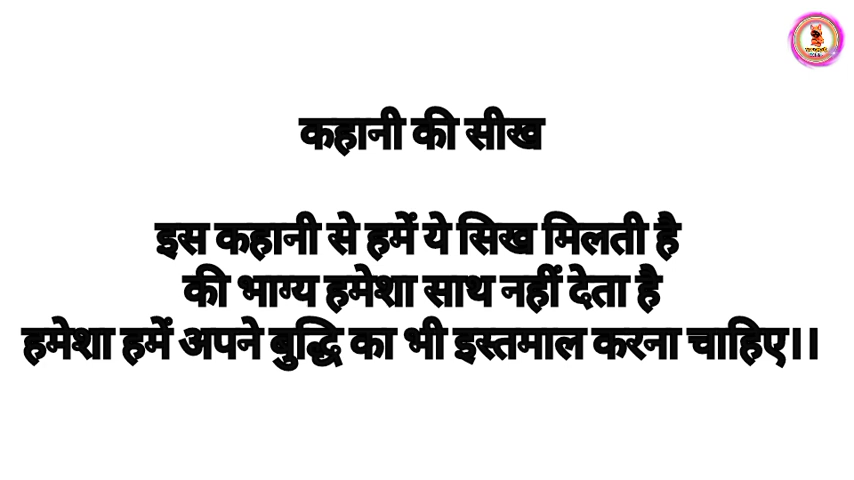 कहानी की सीख
इस कहानी से हमें ये सिख मिलती है
की भाग्य हमेशा साथ नहीं देता है
हमेशा हमें अपने बुद्धि का भी इस्तमाल करना चाहिए।।